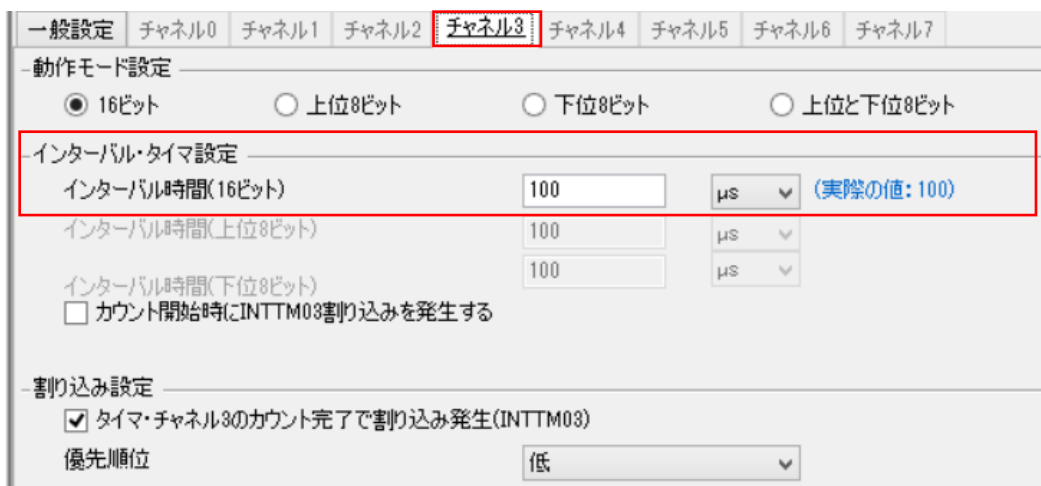 一般設定 チャネル0 チャネル1 チャネル2 チャネル3 チャネル4 チャネル5 チャネル6 チャネル7
動作モード設定
16ビット 上位8ビット 下位8ビット 上位と下位8ビット
インターバル・タイマ設定
インターバル時間(16ビット) 100 µs (実際の値: 100)
インターバル時間(上位8ビット) 100 µs
インターバル時間(下位8ビット) 100 µs
カウント開始時にINTTM03割り込みを発生する
割り込み設定
タイマ・チャネル3のカウント完了で割り込み発生(INTTM03)
優先順位 低